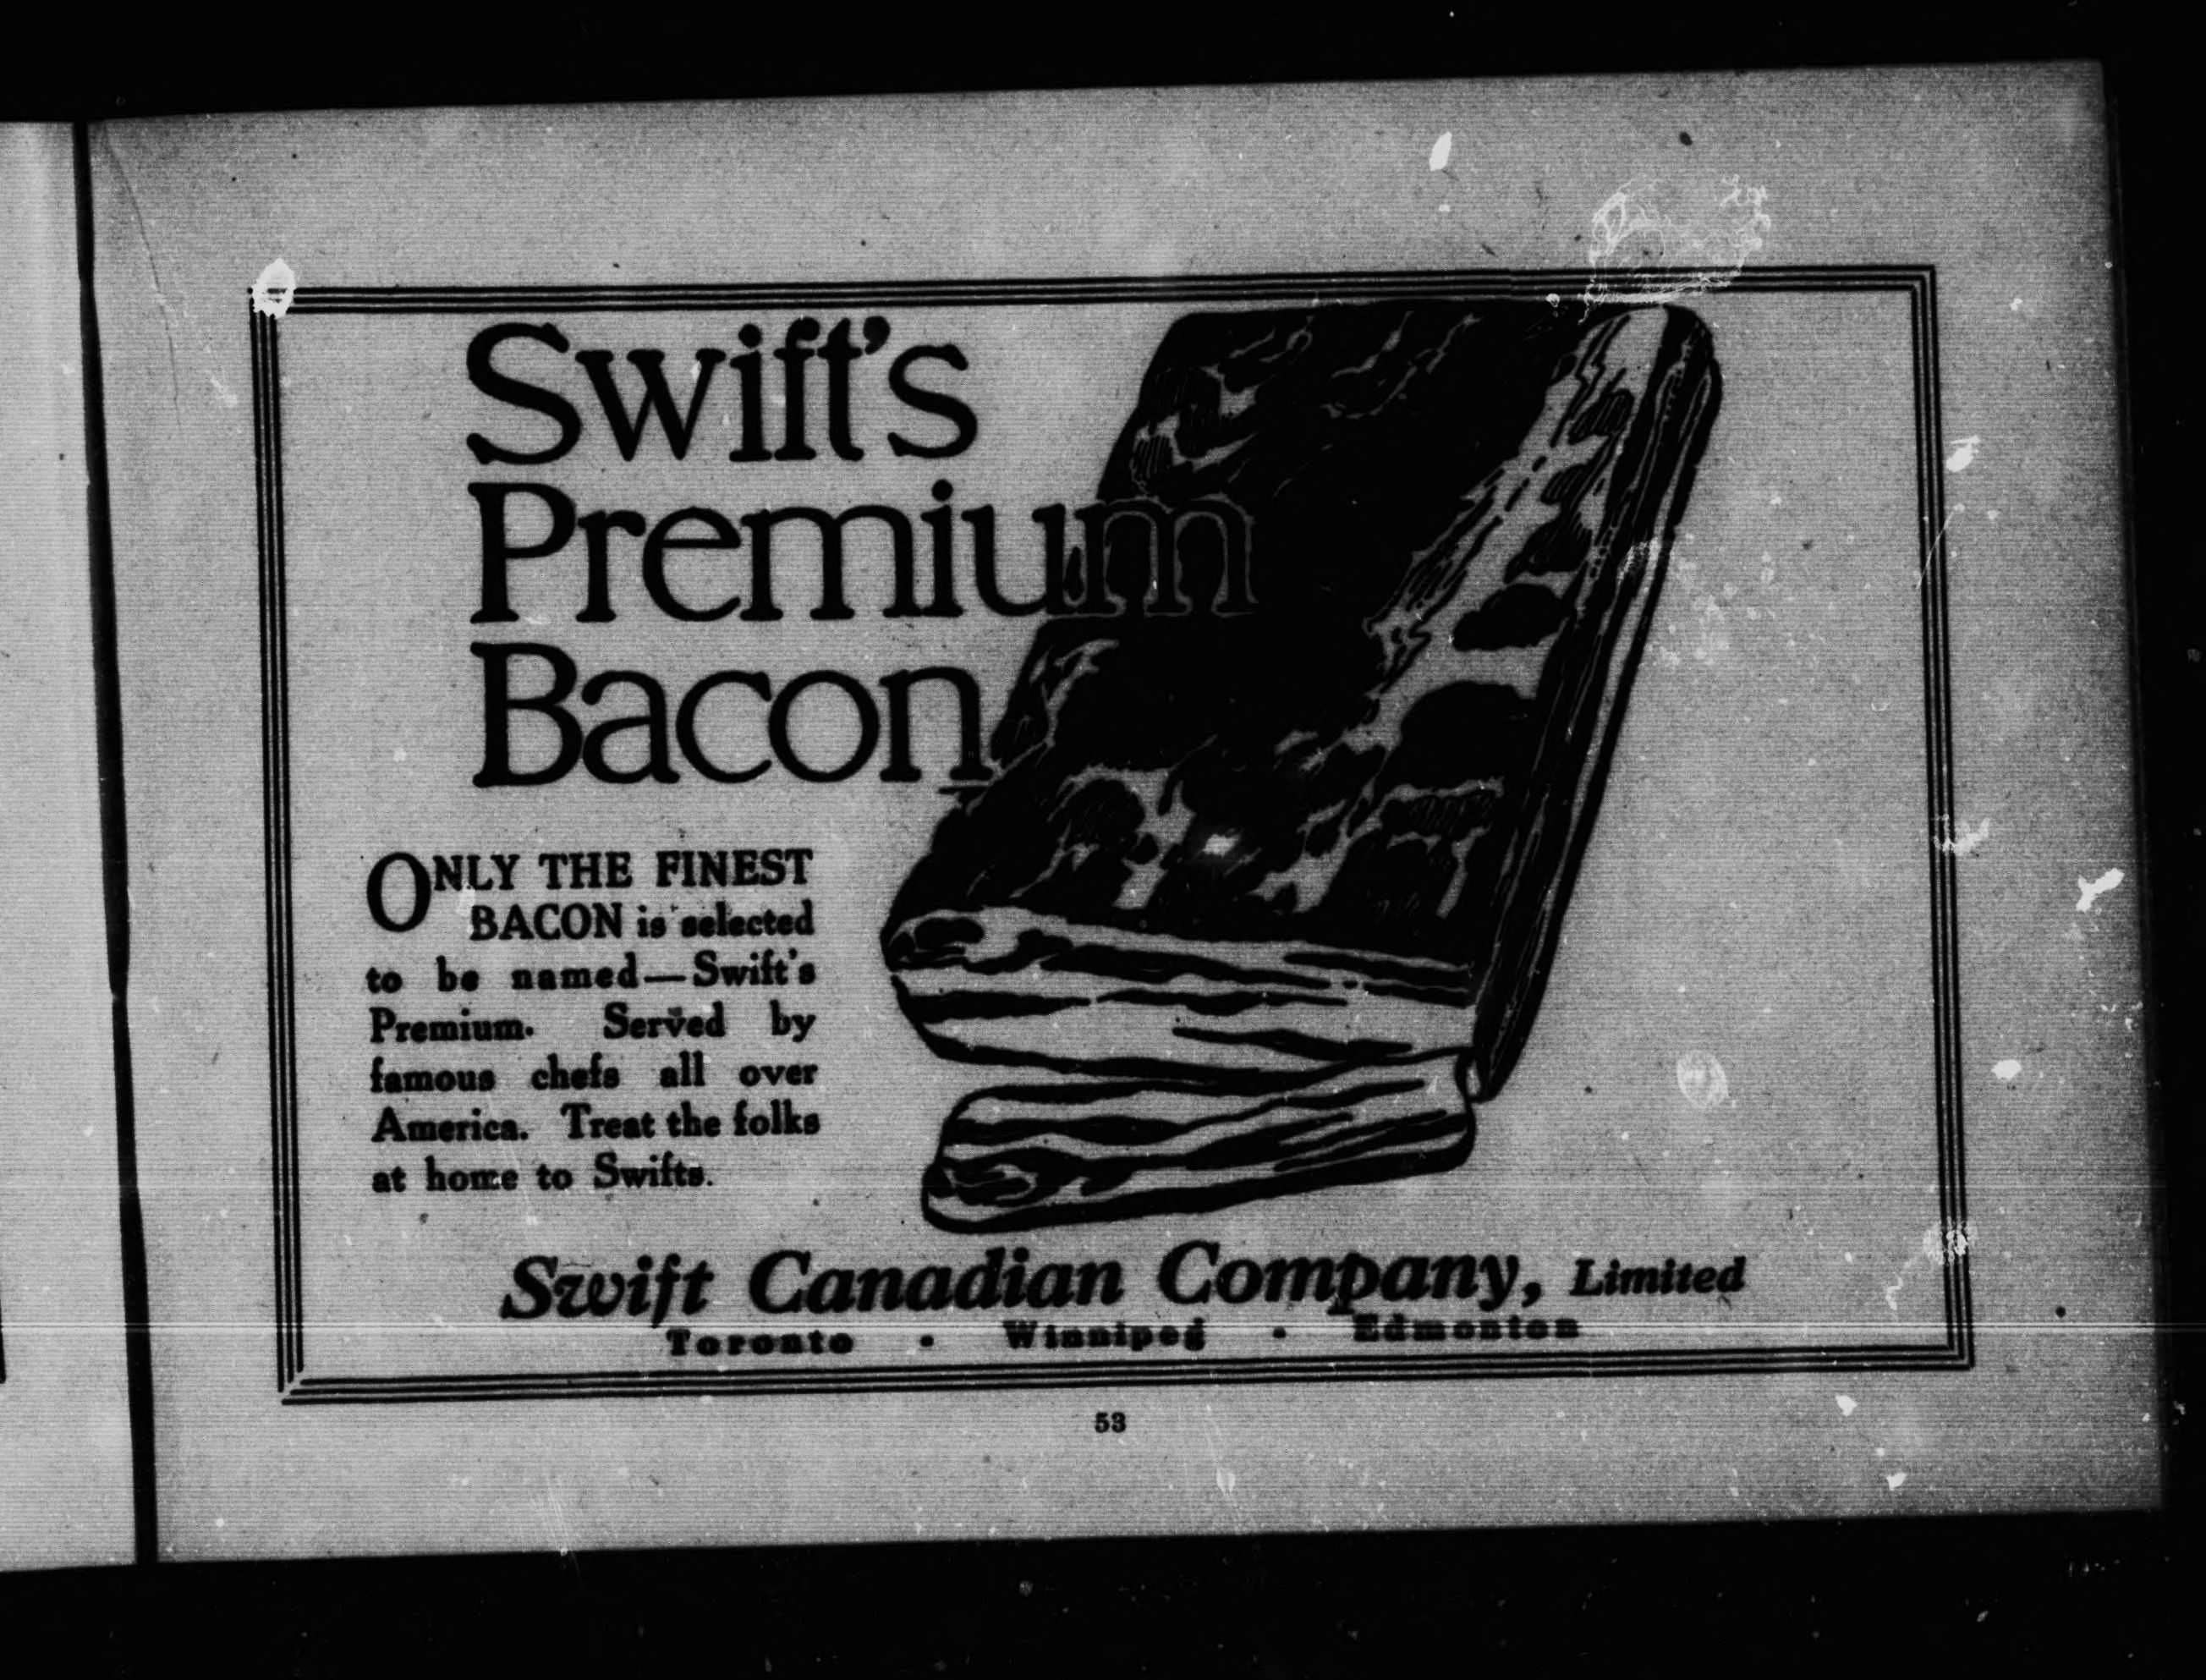 Swift's
Premium
Bacon
ONLY THE FINEST
BACON is selected
to be named—Swift's
Premium. Served by
famous chefs all over
America. Treat the folks
at home to Swifts.
Swift Canadian Company, Limited
Toronto - Winnipeg - Edmonton
53